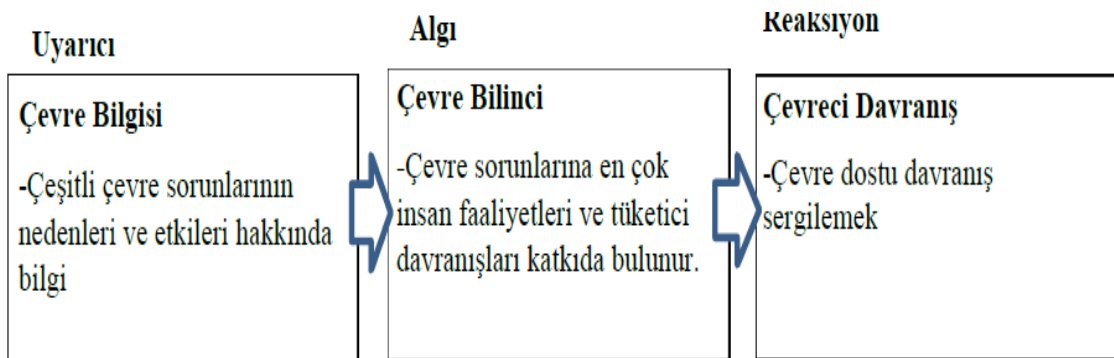 Uyarıcı
Çevre Bilgisi
-Çeşitli çevre sorunlarının
nedenleri ve etkileri hakkında
bilgi
Algı
Çevre Bilinci
-Çevre sorunlarına en çok
insan faaliyetleri ve tüketici
davranışları katkıda bulunur.
Reaksiyon
Çevreci Davranış
-Çevre dostu davranış
sergilemek